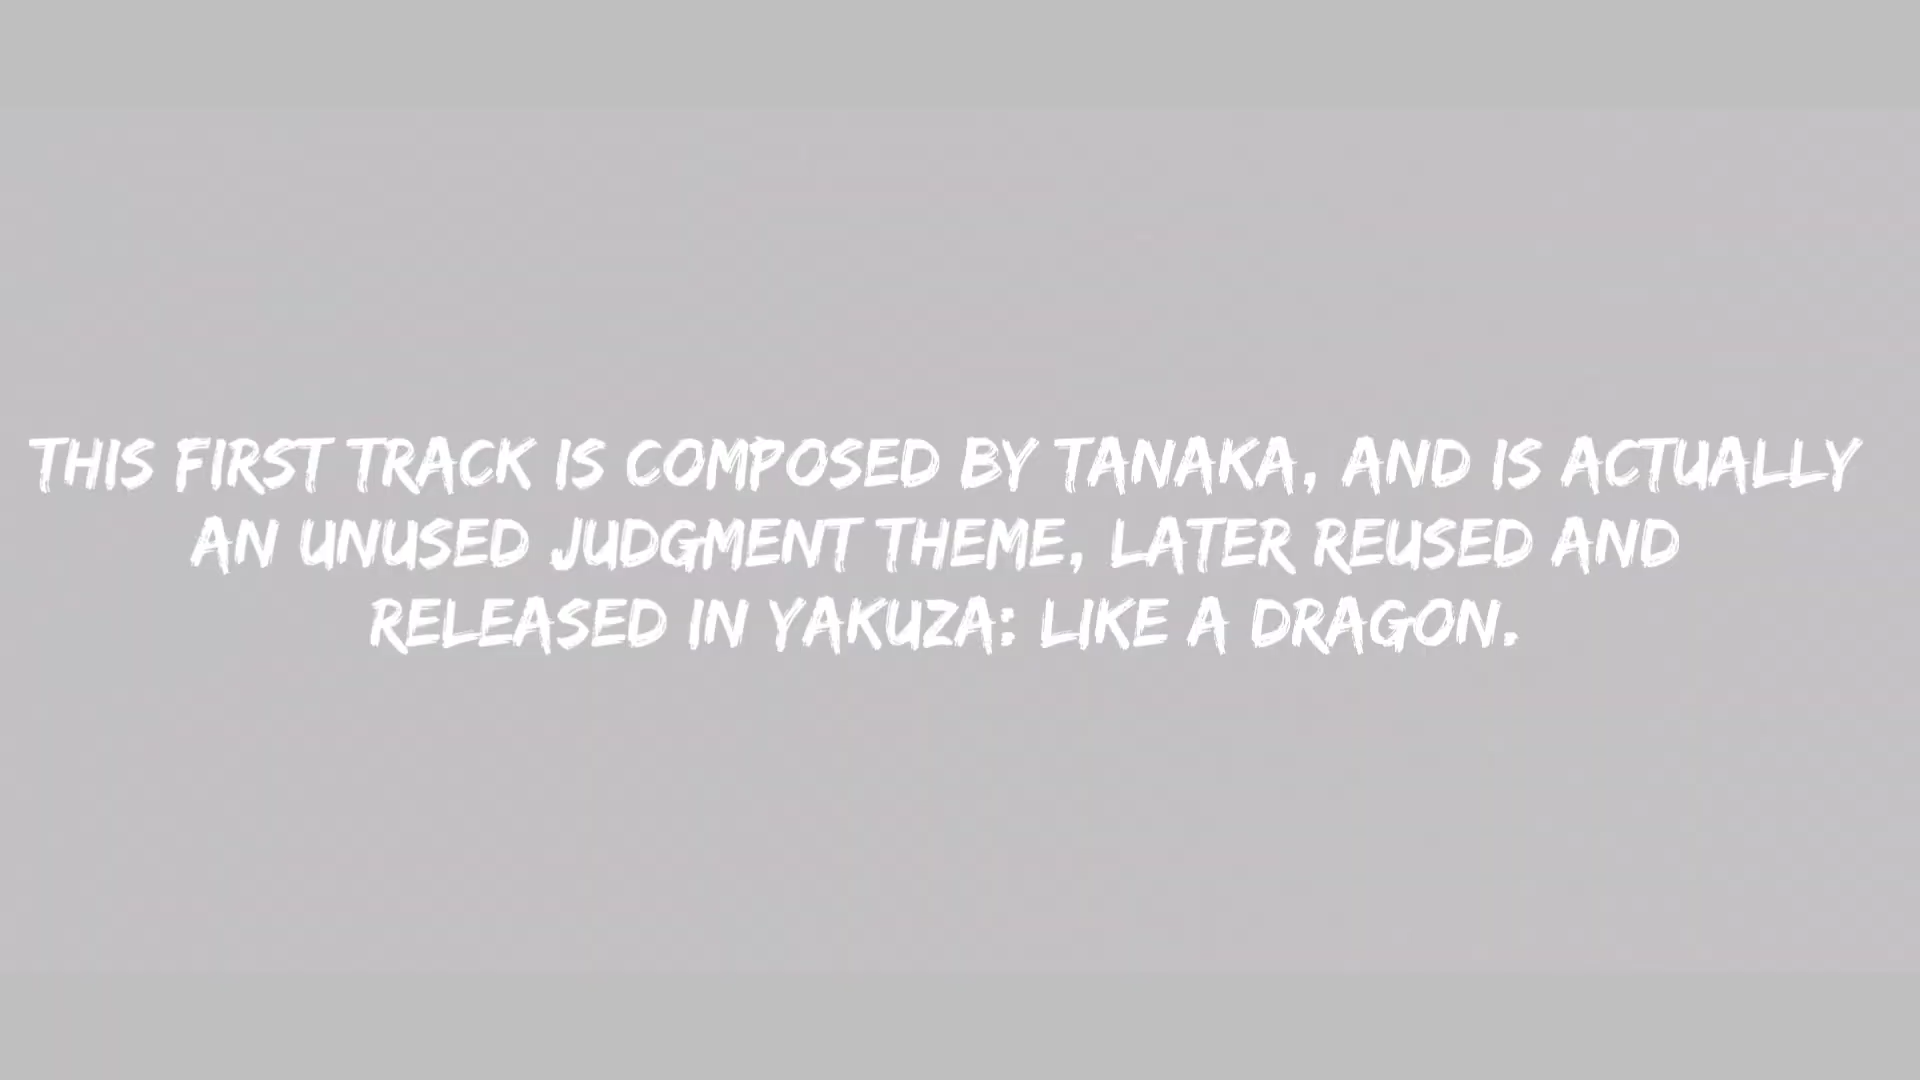 THIS FIRST TRACK IS COMPOSED BY TANAKA, AND IS ACTUALLY
AN UNUSED JUDGMENT THEME, LATER REUSED AND
RELEASED IN YAKUZA: LIKE A DRAGON.